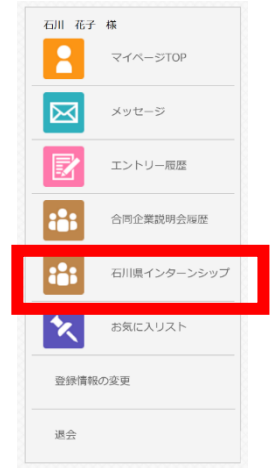 石川 花子 様
マイページTOP
メッセージ
エントリー履歴
合同企業説明会履歴
石川県インターンシップ
お気に入リスト
登録情報の変更
退会